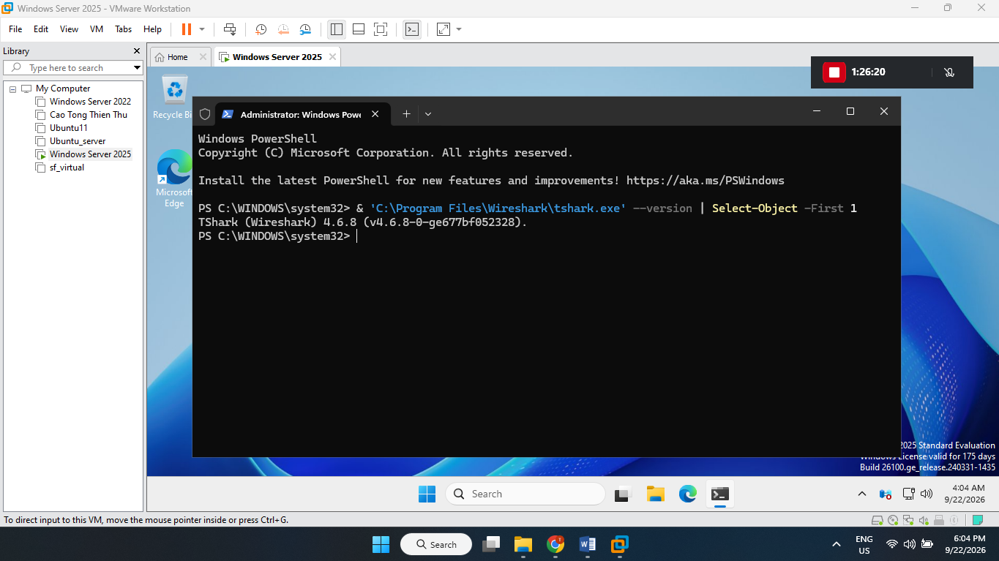 Windows Server 2025 - VMware Workstation
File Edit View VM Tabs Help
Library
Type here to search
My Computer
Windows Server 2022
Cao Tong Thien Thu
Ubuntu11
Ubuntu_server
Windows Server 2025
sf_virtual
Home
Windows Server 2025
1:26:20
Recycle Bi
Microsoft
Edge
Administrator: Windows Powe
Windows PowerShell
Copyright (C) Microsoft Corporation. All rights reserved.
Install the latest PowerShell for new features and improvements! https://aka.ms/PSWindows
PS C:\WINDOWS\system32> & 'C:\Program Files\Wireshark\tshark.exe' --version | Select-Object -First 1
TShark (Wireshark) 4.6.8 (v4.6.8-0-ge677bf052328).
PS C:\WINDOWS\system32>
2025 Standard Evaluation
Windows License valid for 175 days
Build 26100.ge_release.240331-1435
Search
4:04 AM
9/22/2026
To direct input to this VM, move the mouse pointer inside or press Ctrl+G.
Search
ENG
US
6:04 PM
9/22/2026